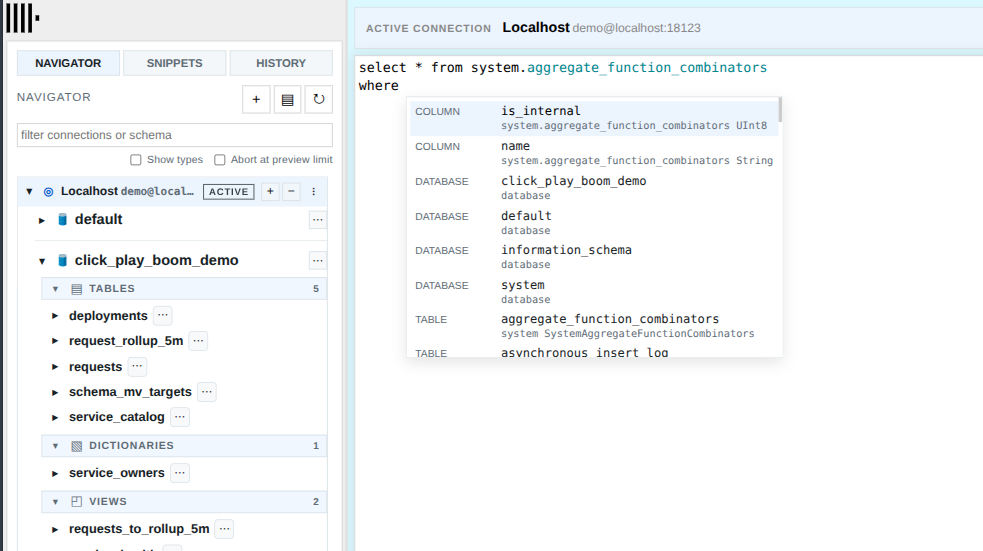 ACTIVE CONNECTION Localhost demo@localhost:18123
NAVIGATOR SNIPPETS HISTORY
NAVIGATOR
filter connections or schema
Show types Abort at preview limit
Localhost demo@local... ACTIVE
default
click_play_boom_demo
TABLES 5
deployments
request_rollup_5m
requests
schema_mv_targets
service_catalog
DICTIONARIES 1
service_owners
VIEWS 2
requests_to_rollup_5m
select * from system.aggregate_function_combinators
where
COLUMN is_internal
system.aggregate_function_combinators UInt8
COLUMN name
system.aggregate_function_combinators String
DATABASE click_play_boom_demo
database
DATABASE default
database
DATABASE information_schema
database
DATABASE system
database
TABLE aggregate_function_combinators
system SystemAggregateFunctionCombinators
TABLE asynchronous_insert_log